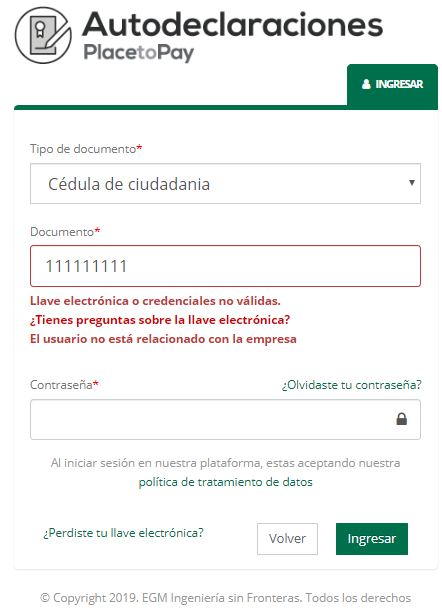 Autodeclaraciones
PlacetoPay
INGRESAR
Tipo de documento*
Cédula de ciudadania
Documento*
111111111
Llave electrónica o credenciales no válidas.
¿Tienes preguntas sobre la llave electrónica?
El usuario no está relacionado con la empresa
Contraseña* ¿Olvidaste tu contraseña?
Al iniciar sesión en nuestra plataforma, estas aceptando nuestra
política de tratamiento de datos
¿Perdiste tu llave electrónica? Volver Ingresar
© Copyright 2019. EGM Ingeniería sin Fronteras. Todos los derechos